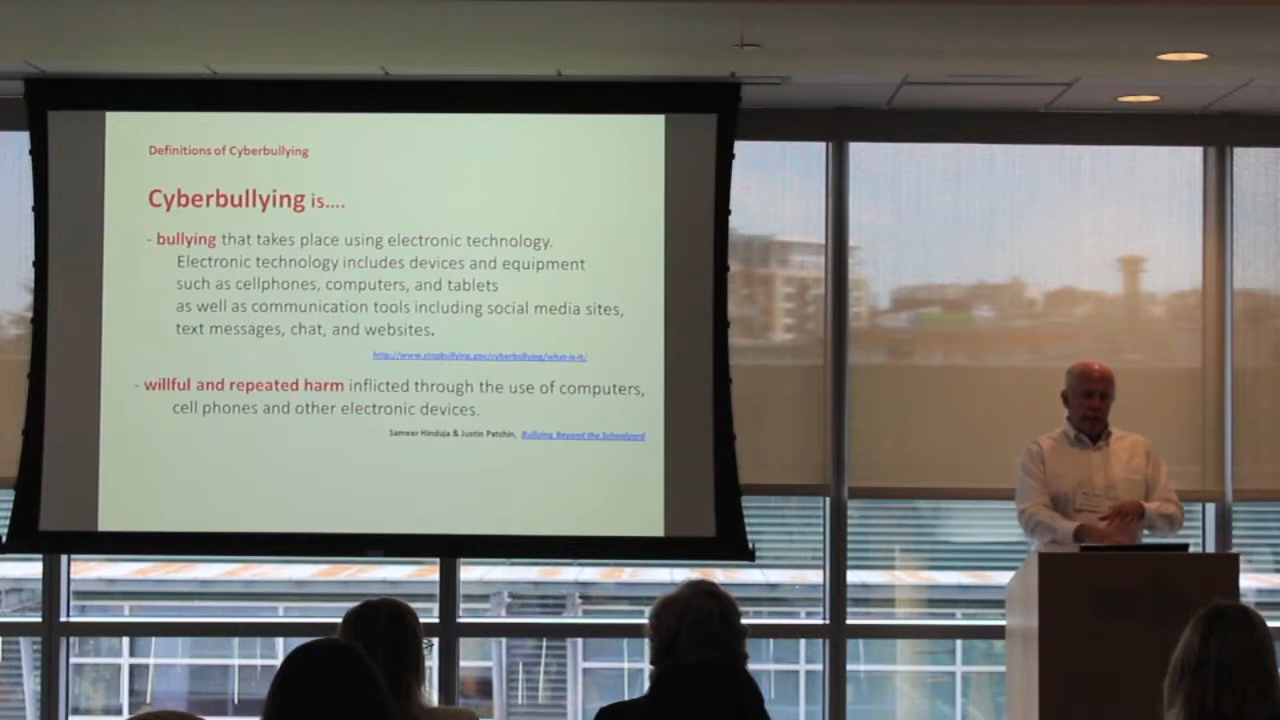 Definitions of Cyberbullying
Cyberbullying is....
- bullying that takes place using electronic technology.
Electronic technology includes devices and equipment
such as cellphones, computers, and tablets
as well as communication tools including social media sites,
text messages, chat, and websites.
http://www.stopbullying.gov/cyberbullying/what-is-it/
- willful and repeated harm inflicted through the use of computers,
cell phones and other electronic devices.
Sameer Hinduja & Justin Patchin, Bullying Beyond the Schoolyard